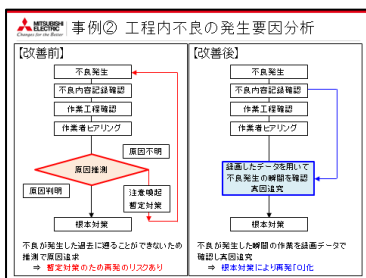 MITSUBISHI
ELECTRIC
Changes for the Better
事例② 工程内不良の発生要因分析
【改善前】
不良発生
不良内容記録確認
作業工程確認
作業者ヒアリング
原因不明
原因推測
原因判明
注意喚起
暫定対策
根本対策
不良が発生した過去に遡ることができないため
推測で原因追求
⇒ 暫定対策のため再発のリスクあり
【改善後】
不良発生
不良内容記録確認
作業工程確認
作業者ヒアリング
録画したデータを用いて
不良発生の瞬間を確認
真因追究
根本対策
不良が発生した瞬間の作業を録画データで
確認し真因追究
⇒ 根本対策により再発「0」化